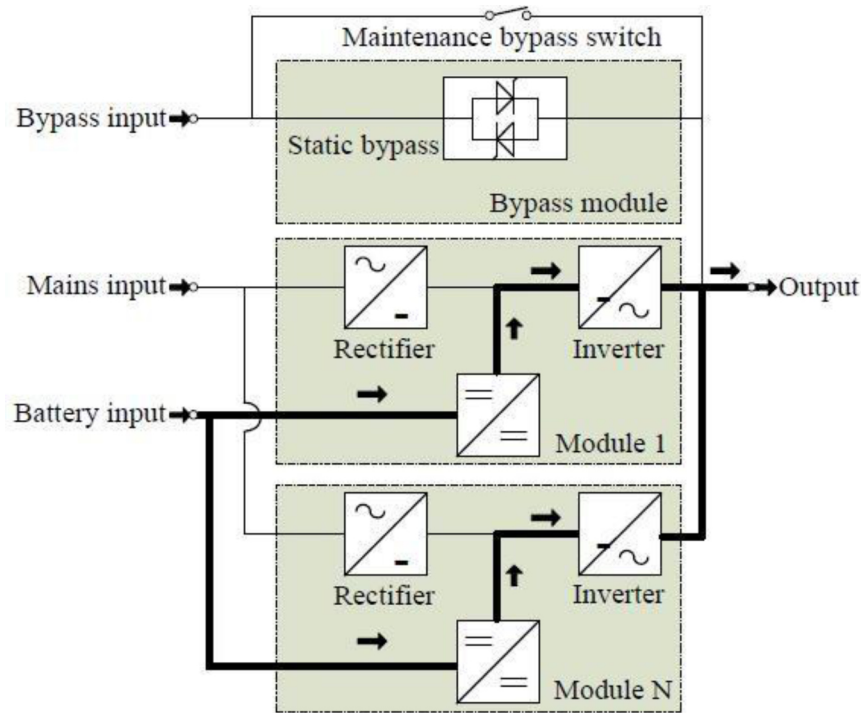 Maintenance bypass switch
Bypass input
Static bypass
Bypass module
Mains input
Output
Rectifier
Inverter
Battery input
Module 1
Rectifier
Inverter
Module N